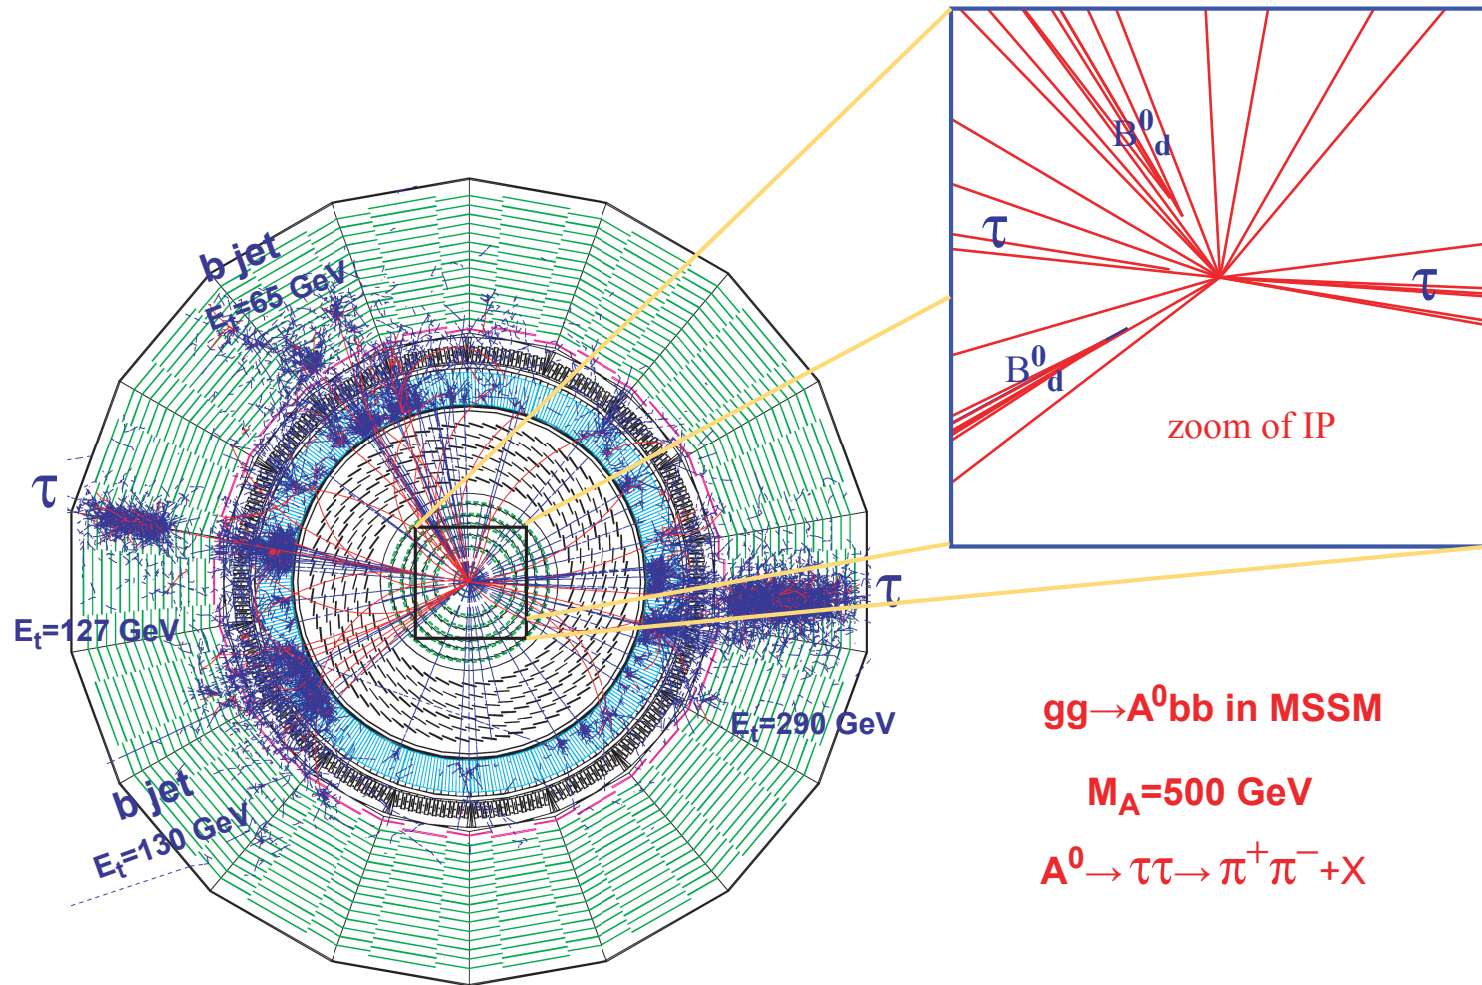 B⁰d
τ
τ
B⁰d
zoom of IP
b jet
Eₜ=65 GeV
τ
Eₜ=127 GeV
τ
Eₜ=290 GeV
b jet
Eₜ=130 GeV
gg→A⁰bb in MSSM
M_A=500 GeV
A⁰→ττ→π⁺π⁻+X